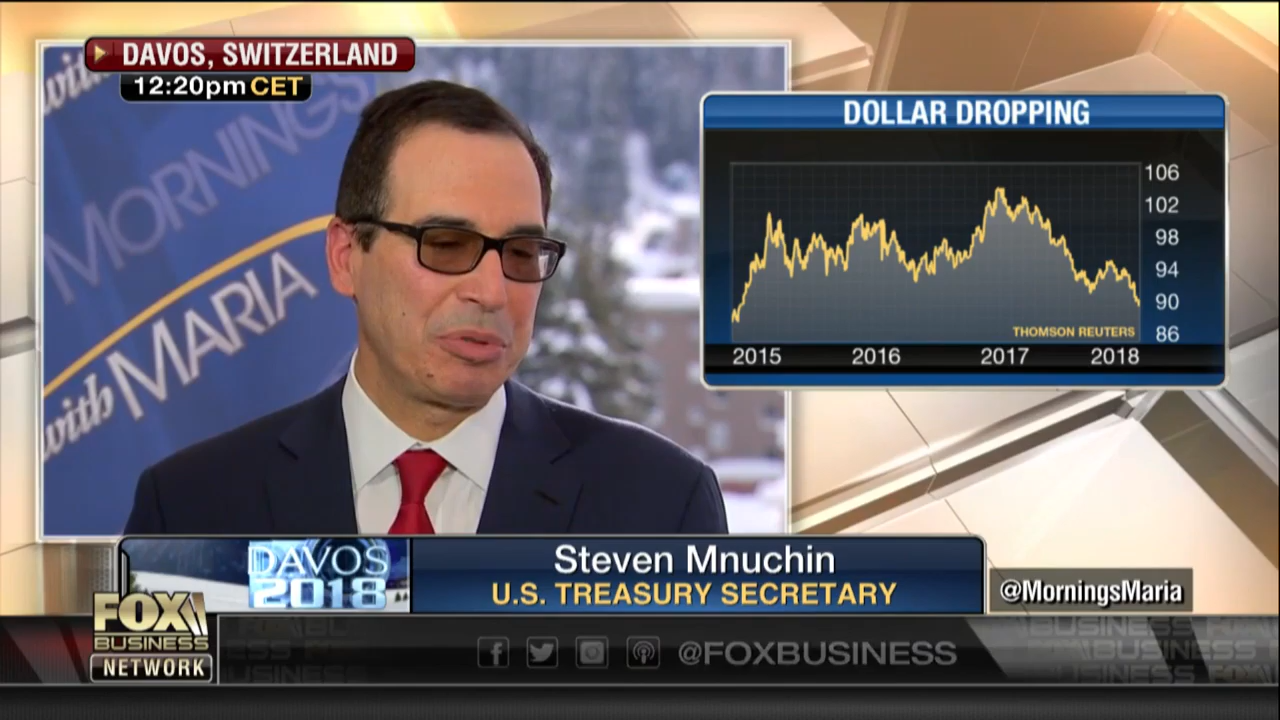 DAVOS, SWITZERLAND
12:20pm CET
with
MORNINGS
with MARIA
DOLLAR DROPPING
106
102
98
94
90
86
THOMSON REUTERS
2015 2016 2017 2018
DAVOS
2018
Steven Mnuchin
U.S. TREASURY SECRETARY
@MorningsMaria
FOX
BUSINESS
NETWORK
@FOXBUSINESS